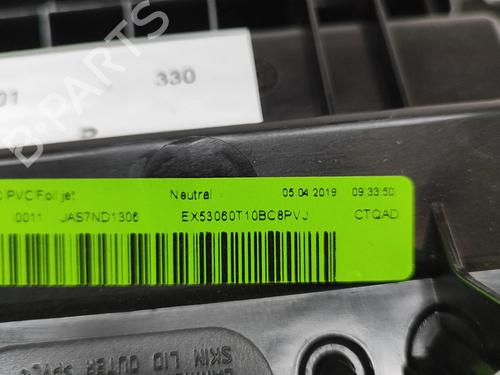 B-PARTS
01 330
PVC/Foil jet Neutral 05.04.2019 09:33:50
0011 JAS7ND1306 EX53060T10BC8PVJ CTQAD
SKIN LID OUTER